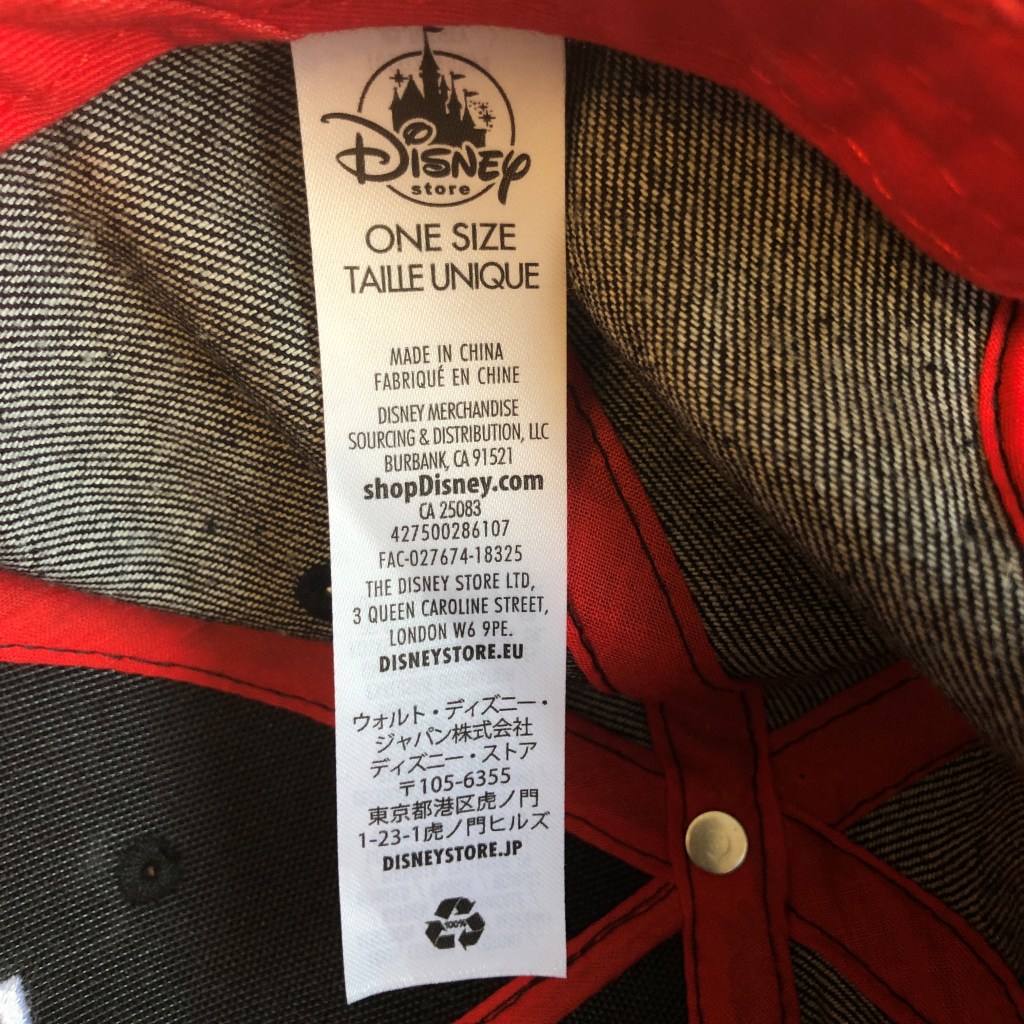 Disney
store
ONE SIZE
TAILLE UNIQUE
MADE IN CHINA
FABRIQUÉ EN CHINE
DISNEY MERCHANDISE
SOURCING & DISTRIBUTION, LLC
BURBANK, CA 91521
shopDisney.com
CA 25083
427500286107
FAC-027674-18325
THE DISNEY STORE LTD,
3 QUEEN CAROLINE STREET,
LONDON W6 9PE.
DISNEYSTORE.EU
ウォルト・ディズニー・
ジャパン株式会社
ディズニー・ストア
〒105-6355
東京都港区虎ノ門
1-23-1虎ノ門ヒルズ
DISNEYSTORE.JP
100%